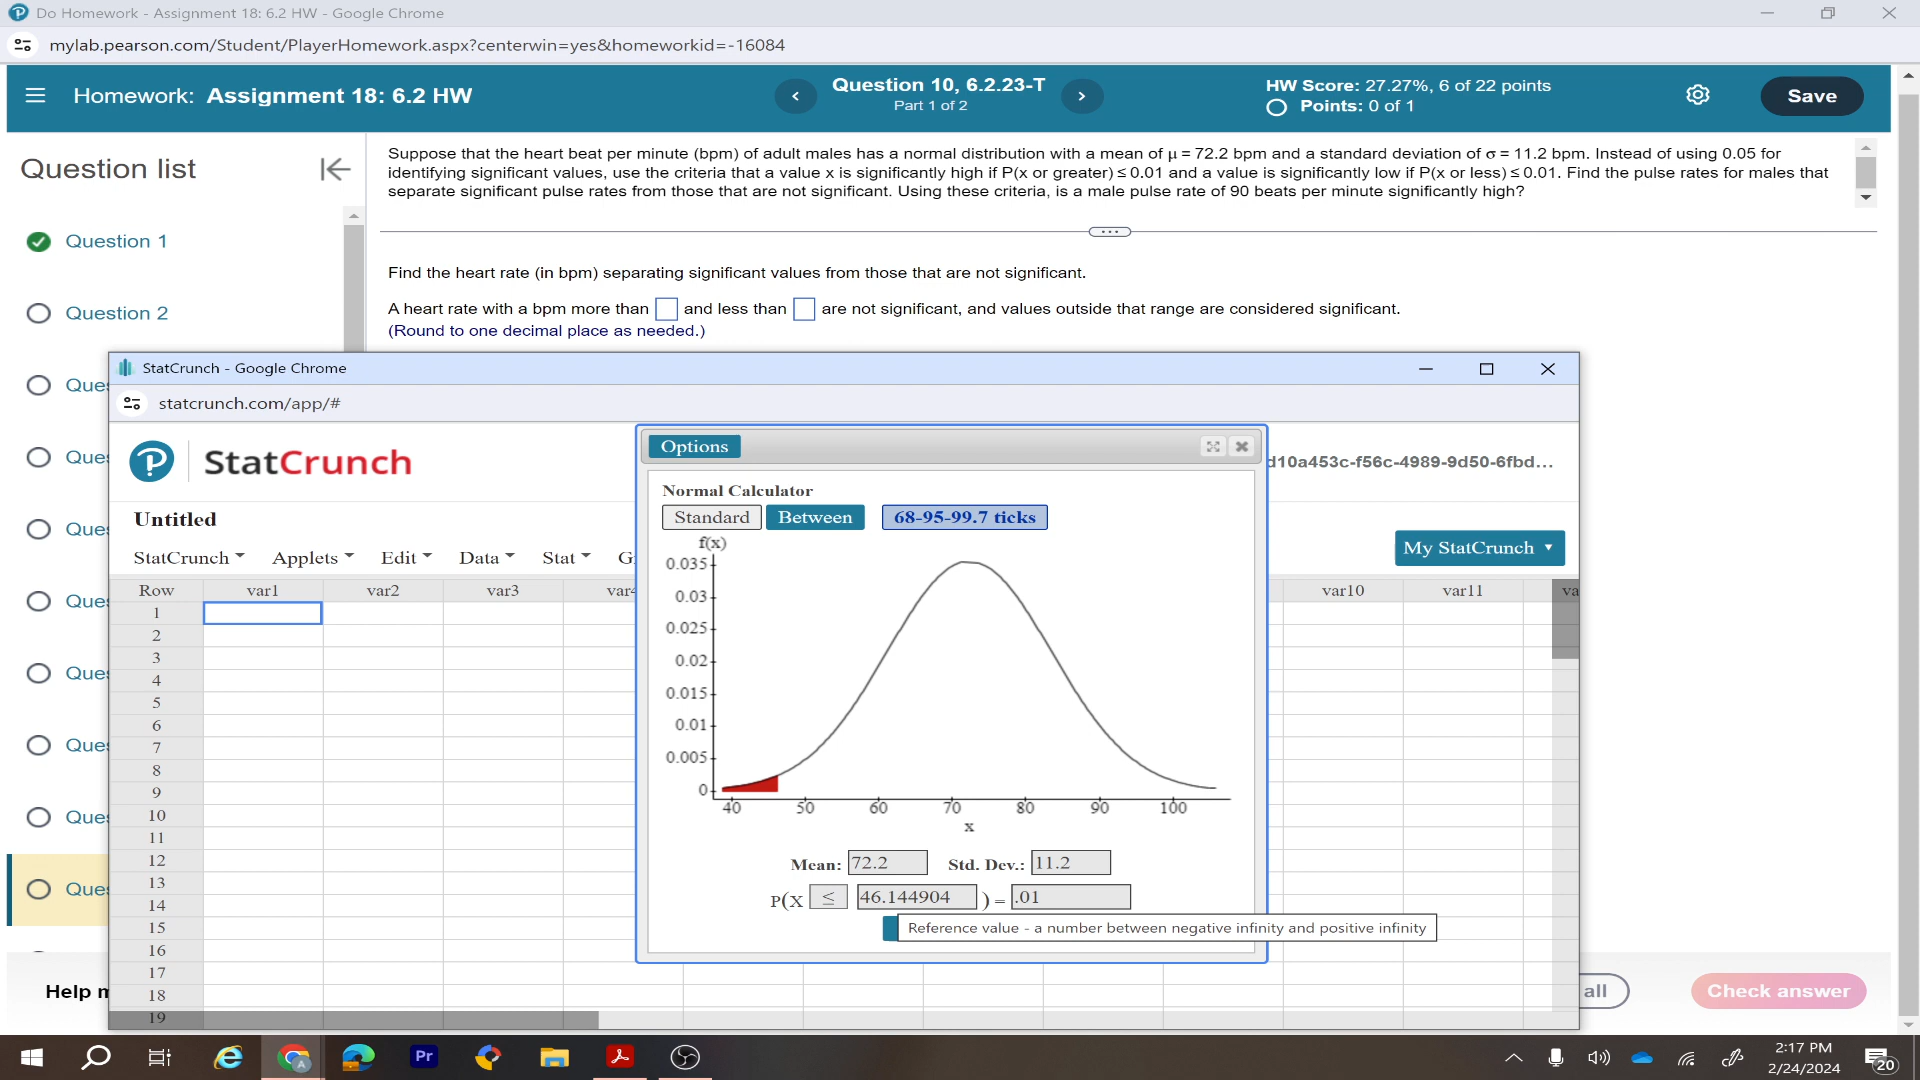 Do Homework - Assignment 18: 6.2 HW - Google Chrome
mylab.pearson.com/Student/PlayerHomework.aspx?centerwin=yes&homeworkid=-16084
Homework: Assignment 18: 6.2 HW
Question 10, 6.2.23-T
Part 1 of 2
HW Score: 27.27%, 6 of 22 points
Points: 0 of 1
Save
Question list
Question 1
Question 2
Suppose that the heart beat per minute (bpm) of adult males has a normal distribution with a mean of μ = 72.2 bpm and a standard deviation of σ = 11.2 bpm. Instead of using 0.05 for
identifying significant values, use the criteria that a value x is significantly high if P(x or greater) ≤ 0.01 and a value is significantly low if P(x or less) ≤ 0.01. Find the pulse rates for males that
separate significant pulse rates from those that are not significant. Using these criteria, is a male pulse rate of 90 beats per minute significantly high?
Find the heart rate (in bpm) separating significant values from those that are not significant.
A heart rate with a bpm more than and less than are not significant, and values outside that range are considered significant.
(Round to one decimal place as needed.)
Ques
Ques
Ques
Ques
Ques
Ques
Ques
Ques
Help m
StatCrunch - Google Chrome
statcrunch.com/app/#
StatCrunch
d10a453c-f56c-4989-9d50-6fbd...
Untitled
StatCrunch Applets Edit Data Stat G
My StatCrunch
Row var1 var2 var3 var4 var10 var11 va
1
2
3
4
5
6
7
8
9
10
11
12
13
14
15
16
17
18
19
Options
Normal Calculator
Standard Between 68-95-99.7 ticks
f(x)
0.035
0.03
0.025
0.02
0.015
0.01
0.005
0
40 50 60 70 80 90 100
x
Mean: 72.2 Std. Dev.: 11.2
P(X ≤ 46.144904 ) = .01
Reference value - a number between negative infinity and positive infinity
all
Check answer
Pr
2:17 PM
2/24/2024
20